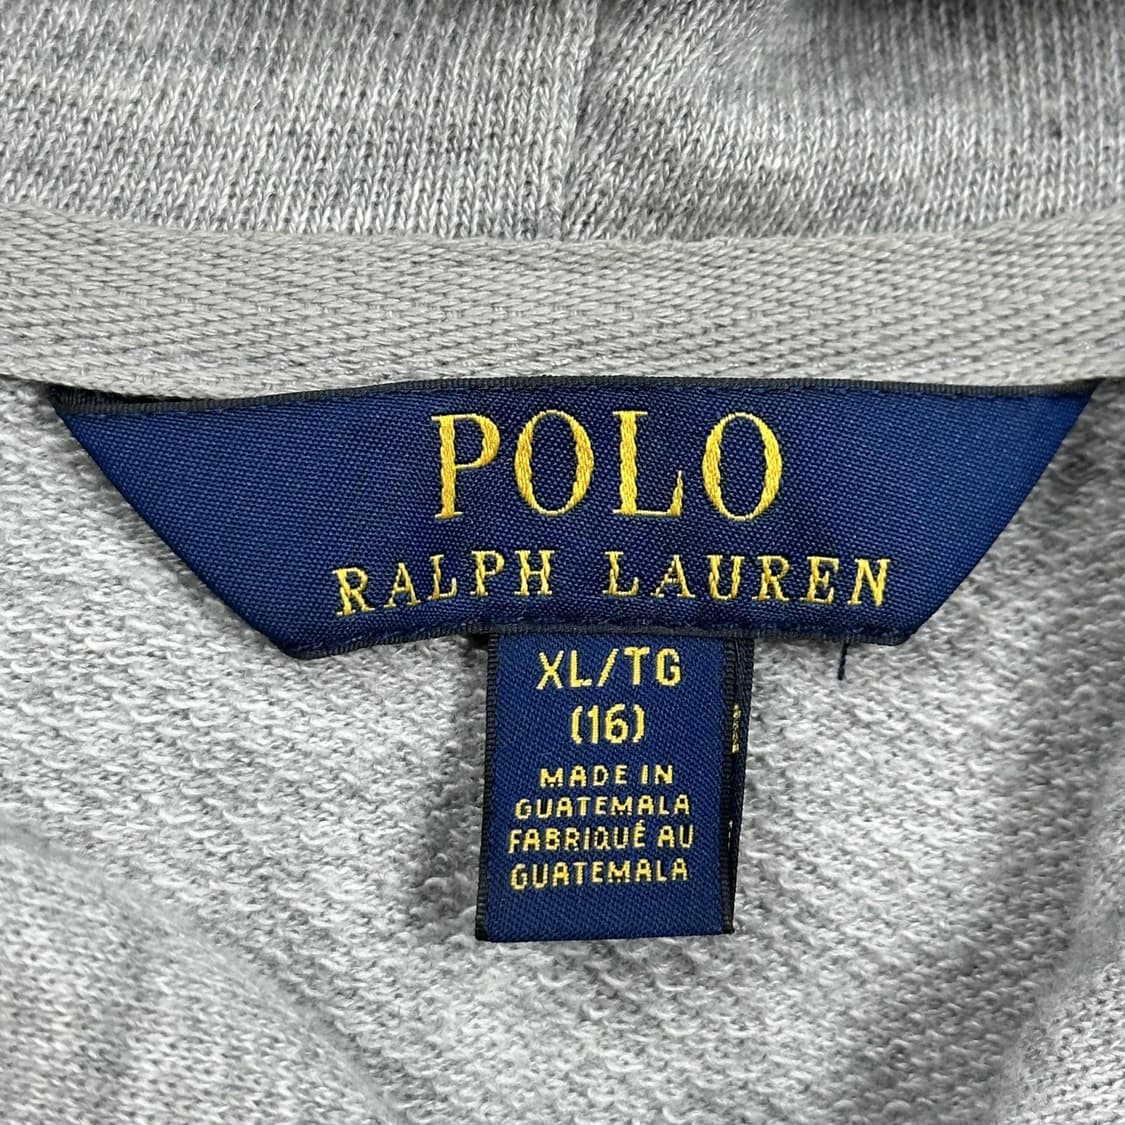 POLO
RALPH LAUREN
XL/TG
(16)
MADE IN
GUATEMALA
FABRIQUÉ AU
GUATEMALA